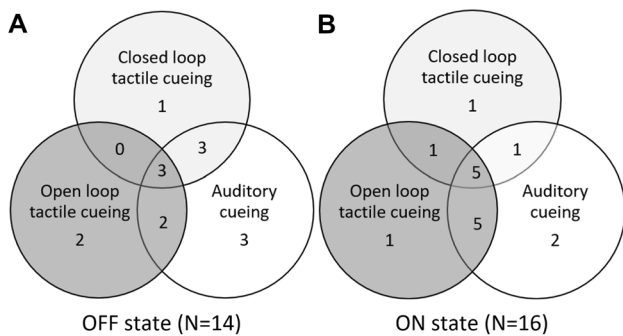 A
Closed loop
tactile cueing
1
0
3
3
Open loop
tactile cueing
2
2
Auditory
cueing
3
OFF state (N=14)
B
Closed loop
tactile cueing
1
1
1
5
Open loop
tactile cueing
1
5
Auditory
cueing
2
ON state (N=16)